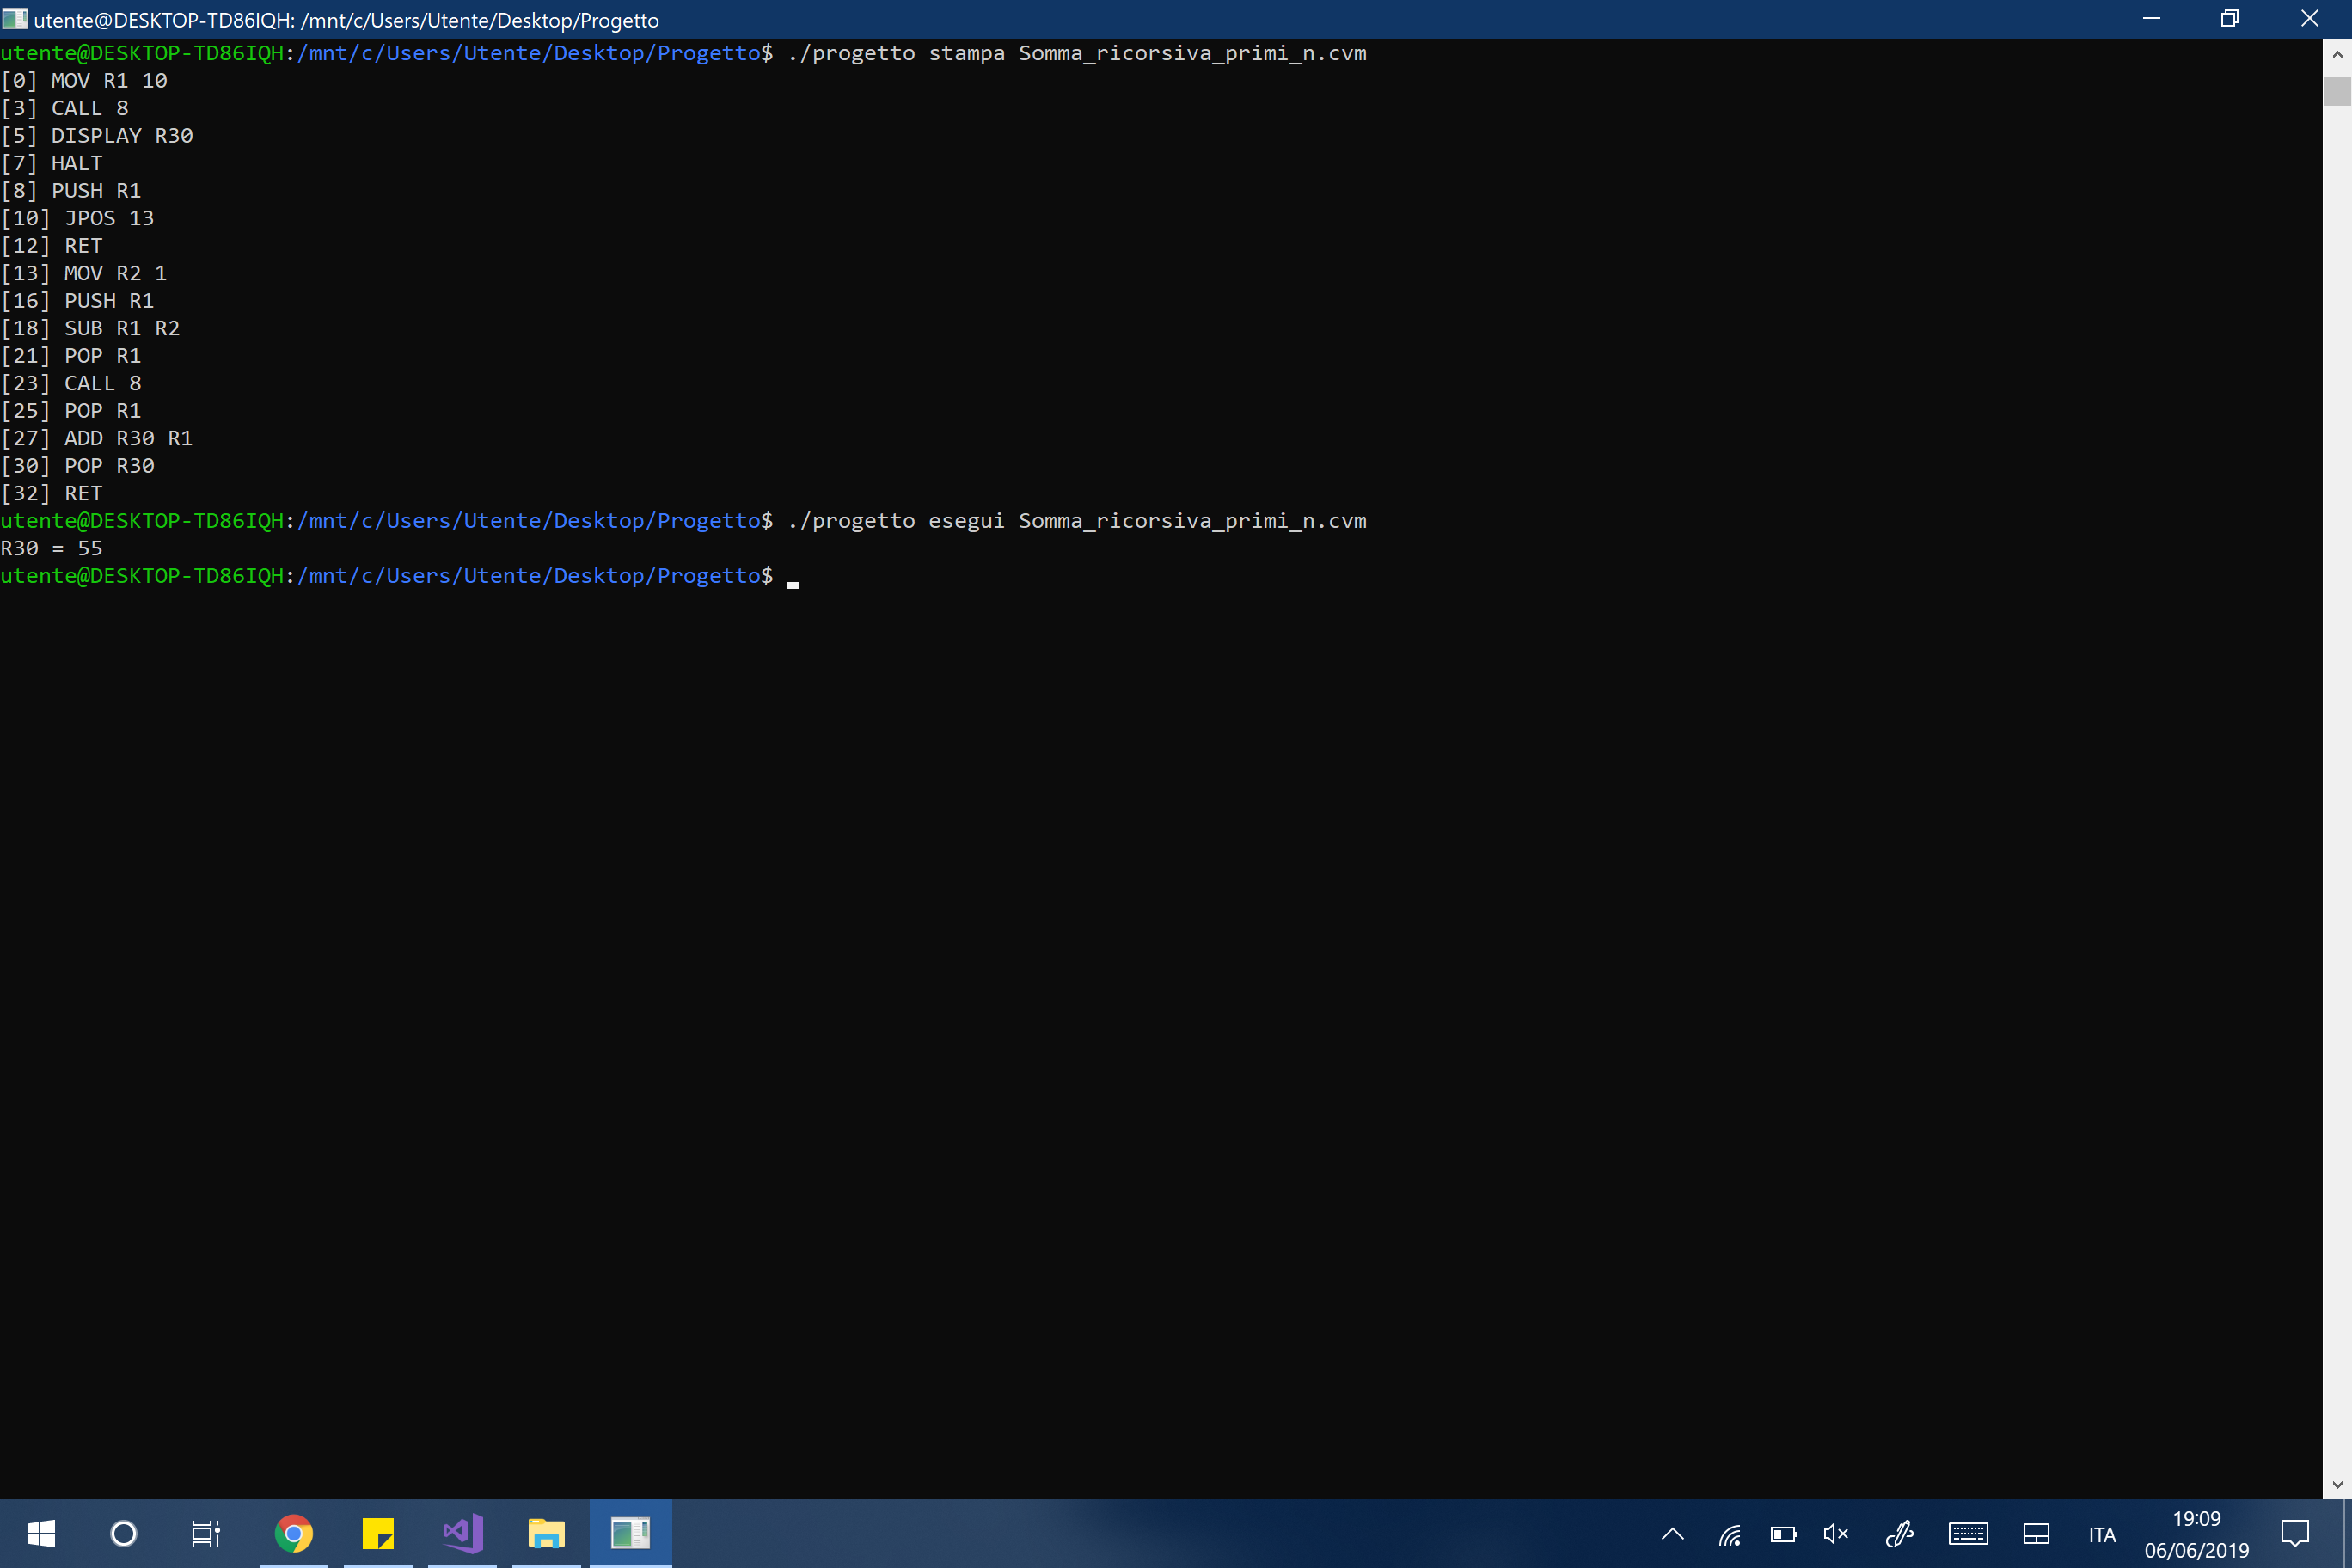 utente@DESKTOP-TD86IQH: /mnt/c/Users/Utente/Desktop/Progetto
utente@DESKTOP-TD86IQH:/mnt/c/Users/Utente/Desktop/Progetto$ ./progetto stampa Somma_ricorsiva_primi_n.cvm
[0] MOV R1 10
[3] CALL 8
[5] DISPLAY R30
[7] HALT
[8] PUSH R1
[10] JPOS 13
[12] RET
[13] MOV R2 1
[16] PUSH R1
[18] SUB R1 R2
[21] POP R1
[23] CALL 8
[25] POP R1
[27] ADD R30 R1
[30] POP R30
[32] RET
utente@DESKTOP-TD86IQH:/mnt/c/Users/Utente/Desktop/Progetto$ ./progetto esegui Somma_ricorsiva_primi_n.cvm
R30 = 55
utente@DESKTOP-TD86IQH:/mnt/c/Users/Utente/Desktop/Progetto$
ITA
19:09
06/06/2019